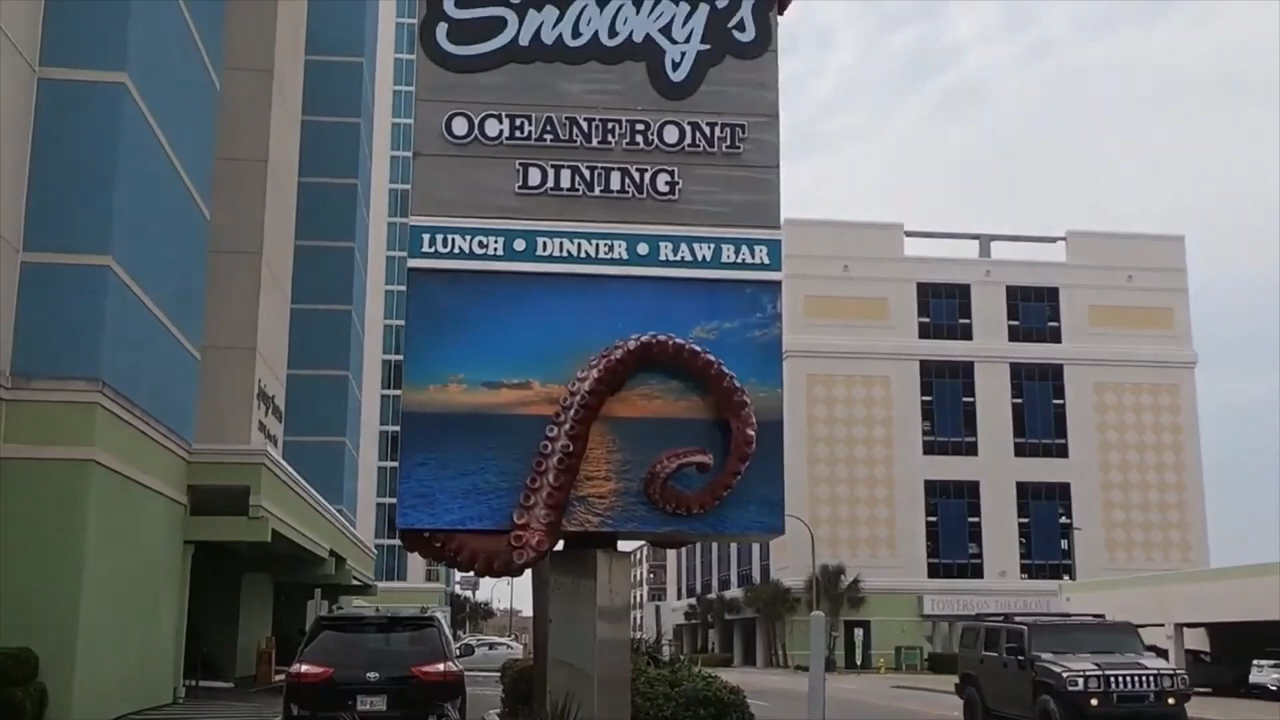 Snooky's
OCEANFRONT
DINING
LUNCH • DINNER • RAW BAR
TOWERS ON THE GROVE